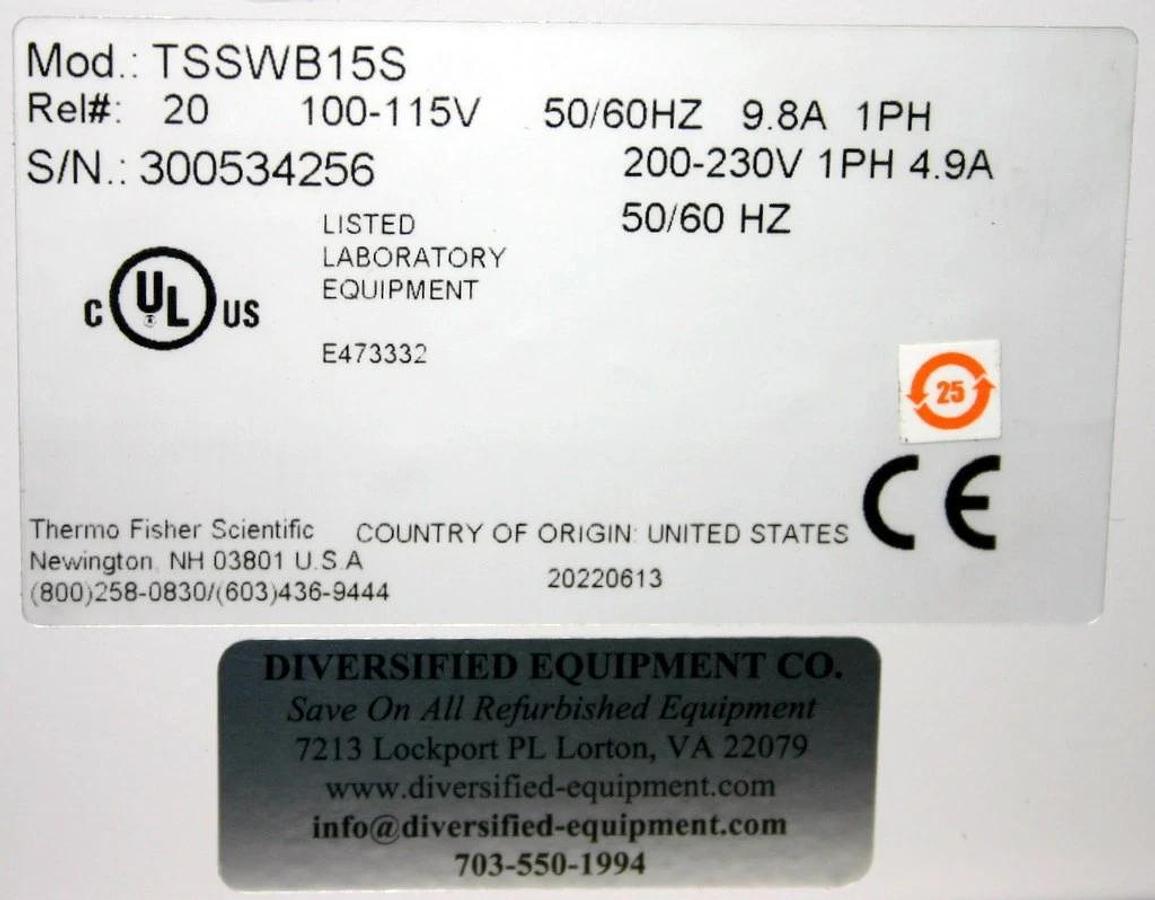 Mod.: TSSWB15S
Rel#: 20 100-115V 50/60HZ 9.8A 1PH
S/N.: 300534256 200-230V 1PH 4.9A
50/60 HZ
LISTED
LABORATORY
EQUIPMENT
C UL US
E473332
25
CE
Thermo Fisher Scientific COUNTRY OF ORIGIN: UNITED STATES
Newington, NH 03801 U.S.A
(800)258-0830/(603)436-9444 20220613
DIVERSIFIED EQUIPMENT CO.
Save On All Refurbished Equipment
7213 Lockport PL Lorton, VA 22079
www.diversified-equipment.com
info@diversified-equipment.com
703-550-1994